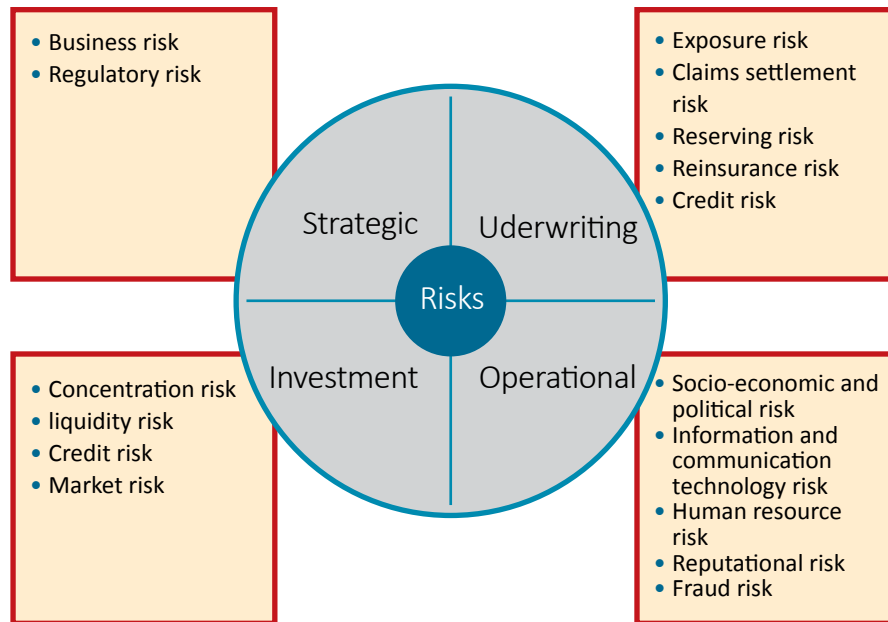 • Business risk
• Regulatory risk
• Exposure risk
• Claims settlement
risk
• Reserving risk
• Reinsurance risk
• Credit risk
Strategic
Uderwriting
Risks
Investment
Operational
• Concentration risk
• liquidity risk
• Credit risk
• Market risk
• Socio-economic and
political risk
• Information and
communication
technology risk
• Human resource
risk
• Reputational risk
• Fraud risk